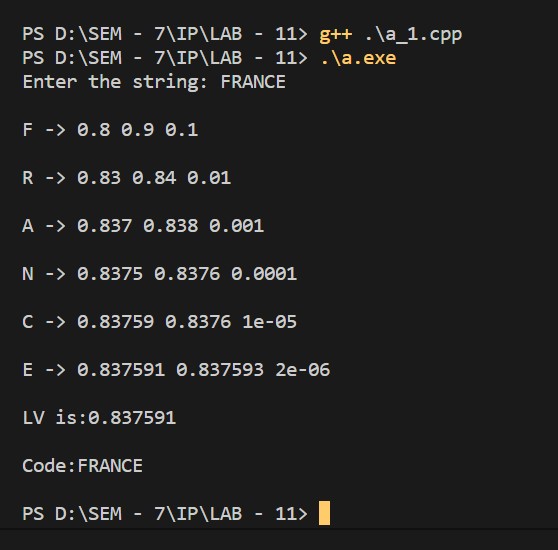 PS D:\SEM - 7\IP\LAB - 11> g++ .\a_1.cpp
PS D:\SEM - 7\IP\LAB - 11> .\a.exe
Enter the string: FRANCE
F -> 0.8 0.9 0.1
R -> 0.83 0.84 0.01
A -> 0.837 0.838 0.001
N -> 0.8375 0.8376 0.0001
C -> 0.83759 0.8376 1e-05
E -> 0.837591 0.837593 2e-06
LV is:0.837591
Code:FRANCE
PS D:\SEM - 7\IP\LAB - 11>